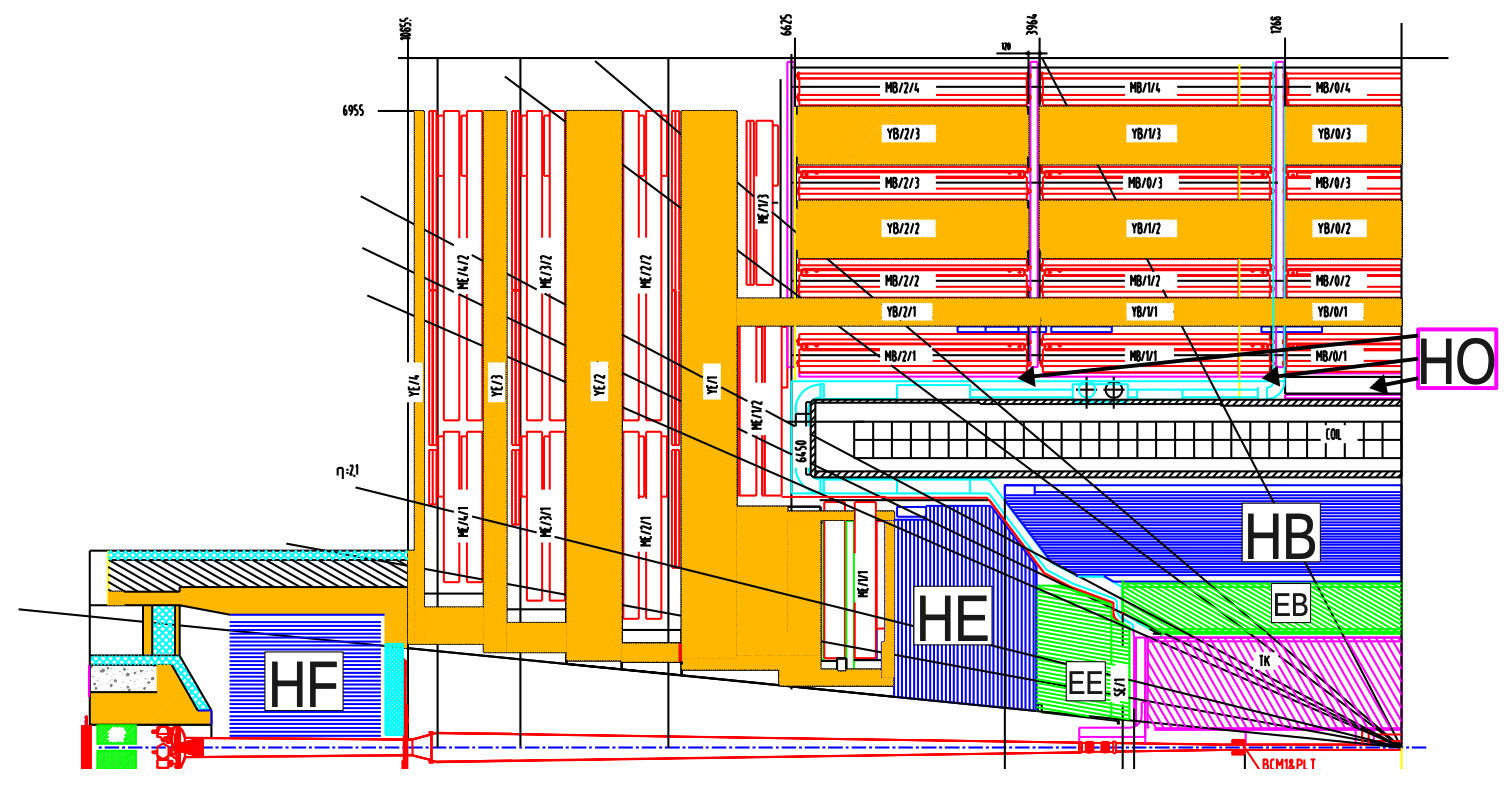 10855
6625
3964
1268
120
6955
MB/2/4
MB/1/4
MB/0/4
YB/2/3
YB/1/3
YB/0/3
MB/2/3
MB/0/3
MB/0/3
YB/2/2
YB/1/2
YB/0/2
MB/2/2
MB/1/2
MB/0/2
YB/2/1
YB/1/1
YB/0/1
MB/2/1
MB/1/1
MB/0/1
HO
ME/1/3
ME/4/2
ME/3/2
ME/2/2
YE/4
YE/3
YE/2
YE/1
ME/1/2
6450
COIL
η=2,1
ME/4/1
ME/3/1
ME/2/1
ME/1/1
HB
EB
HE
HF
EE
SE/1
TK
BCM1&PLT